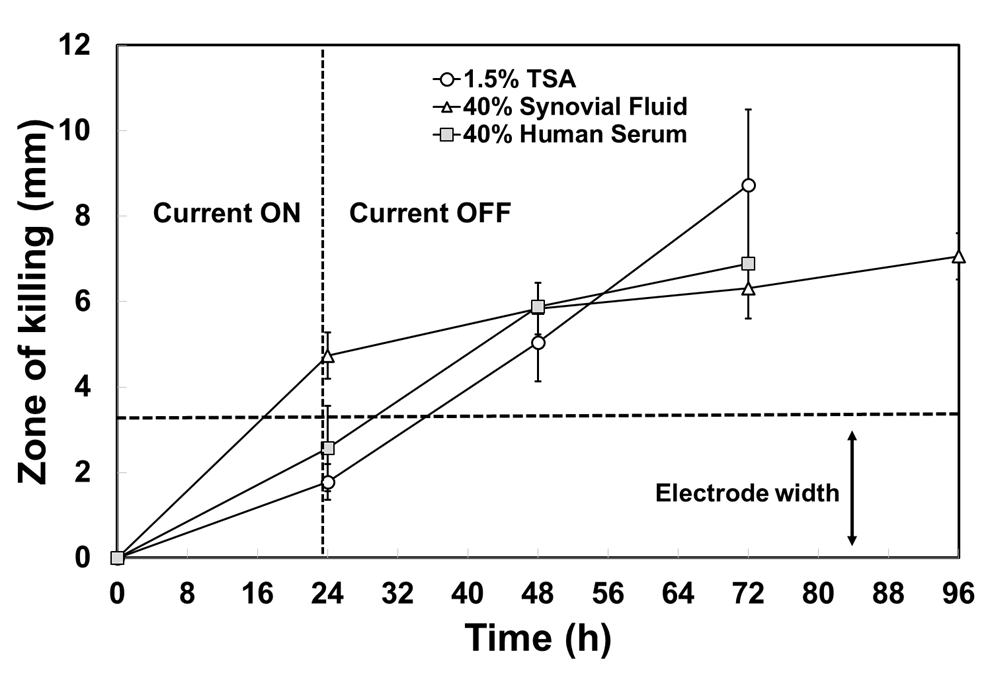 12
10
8
6
4
2
0
Zone of killing (mm)
1.5% TSA
40% Synovial Fluid
40% Human Serum
Current ON
Current OFF
Electrode width
0 8 16 24 32 40 48 56 64 72 80 88 96
Time (h)